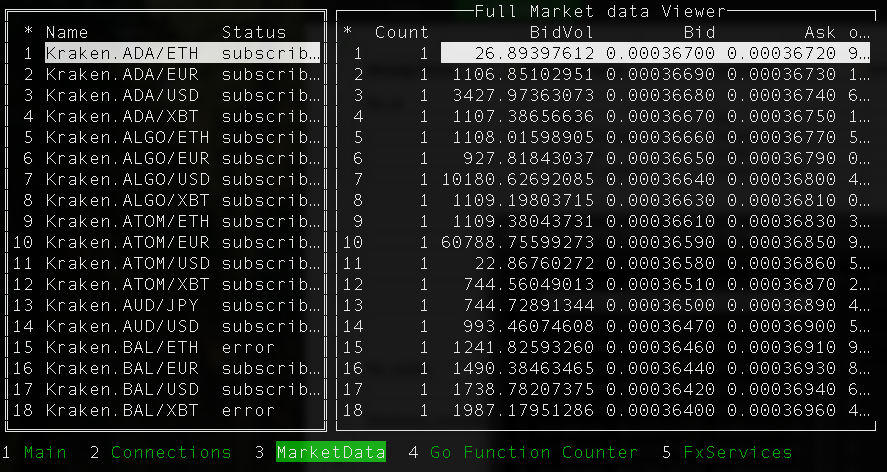 Full Market data Viewer
* Name Status * Count BidVol Bid Ask o…
1 Kraken.ADA/ETH subscrib… 1 1 26.89397612 0.00036700 0.00036720 9…
2 Kraken.ADA/EUR subscrib… 2 1 1106.85102951 0.00036690 0.00036730 1…
3 Kraken.ADA/USD subscrib… 3 1 3427.97363073 0.00036680 0.00036740 6…
4 Kraken.ADA/XBT subscrib… 4 1 1107.38656636 0.00036670 0.00036750 1…
5 Kraken.ALGO/ETH subscrib… 5 1 1108.01598905 0.00036660 0.00036770 5…
6 Kraken.ALGO/EUR subscrib… 6 1 927.81843037 0.00036650 0.00036790 0…
7 Kraken.ALGO/USD subscrib… 7 1 10180.62692085 0.00036640 0.00036800 4…
8 Kraken.ALGO/XBT subscrib… 8 1 1109.19803715 0.00036630 0.00036810 0…
9 Kraken.ATOM/ETH subscrib… 9 1 1109.38043731 0.00036610 0.00036830 3…
10 Kraken.ATOM/EUR subscrib… 10 1 60788.75599273 0.00036590 0.00036850 9…
11 Kraken.ATOM/USD subscrib… 11 1 22.86760272 0.00036580 0.00036860 5…
12 Kraken.ATOM/XBT subscrib… 12 1 744.56049013 0.00036510 0.00036870 2…
13 Kraken.AUD/JPY subscrib… 13 1 744.72891344 0.00036500 0.00036890 4…
14 Kraken.AUD/USD subscrib… 14 1 993.46074608 0.00036470 0.00036900 5…
15 Kraken.BAL/ETH error 15 1 1241.82593260 0.00036460 0.00036910 9…
16 Kraken.BAL/EUR subscrib… 16 1 1490.38463465 0.00036440 0.00036930 8…
17 Kraken.BAL/USD subscrib… 17 1 1738.78207375 0.00036420 0.00036940 6…
18 Kraken.BAL/XBT error 18 1 1987.17951286 0.00036400 0.00036960 4…
1 Main 2 Connections 3 MarketData 4 Go Function Counter 5 FxServices